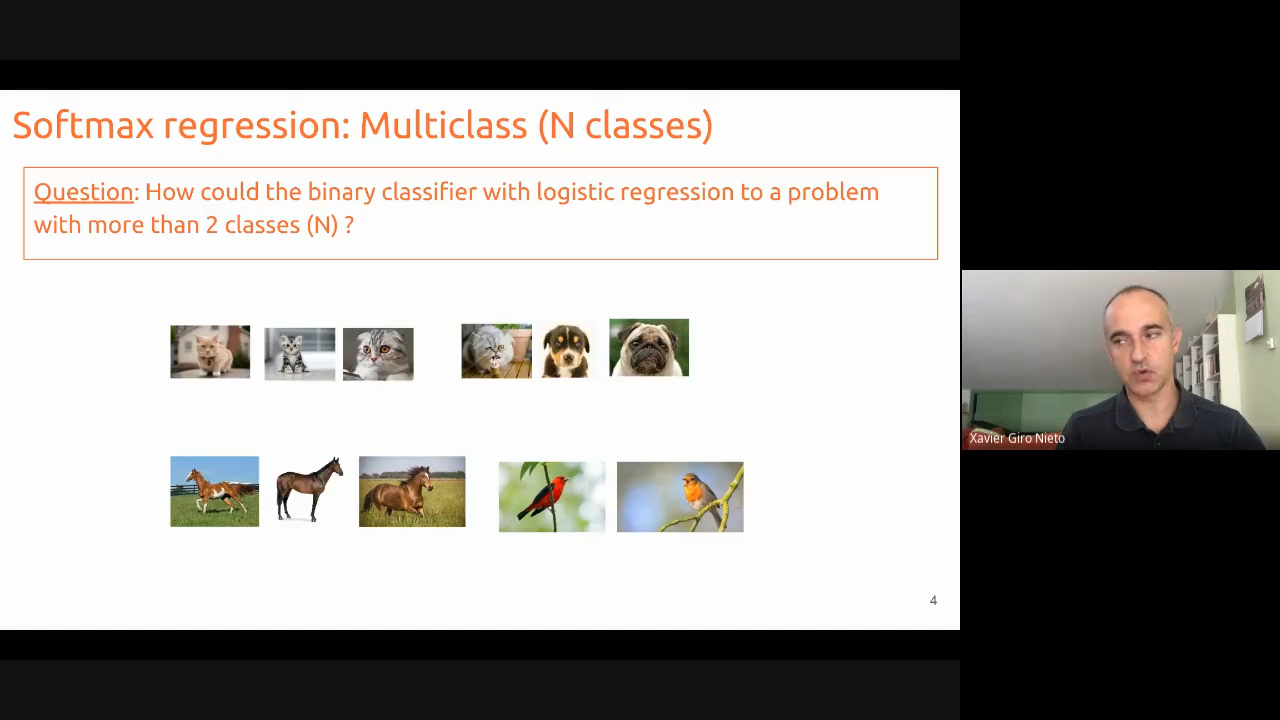 Softmax regression: Multiclass (N classes)
Question: How could the binary classifier with logistic regression to a problem
with more than 2 classes (N) ?
Xavier Giro Nieto
4